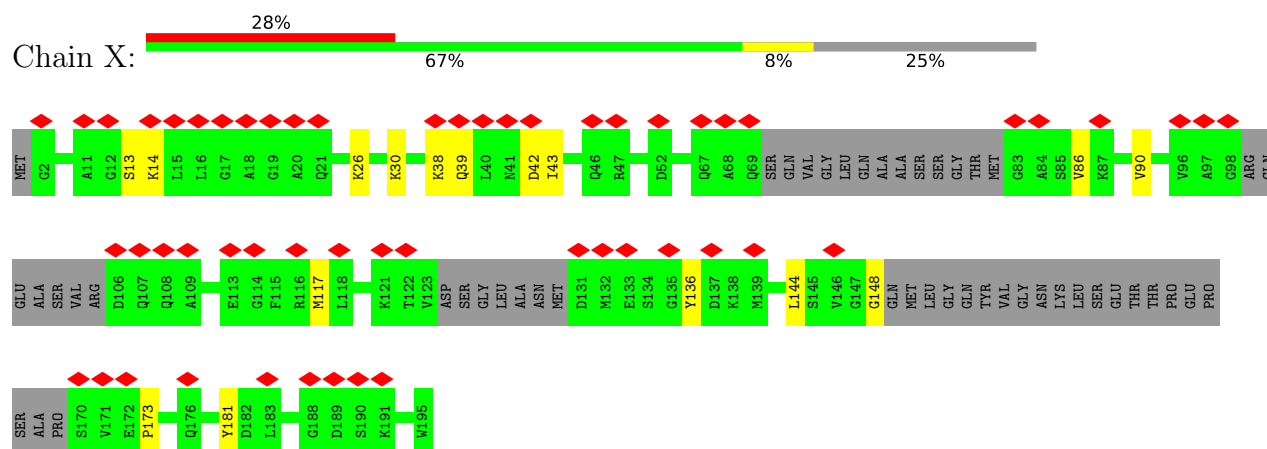 28%
Chain X:
67% 8% 25%
MET G2 A11 G12 S13 K14 L15 L16 G17 A18 G19 A20 Q21 K26 K30 K38 Q39 L40 N41 D42 I43 Q46 R47 D52 Q67 A68 Q69 SER GLN VAL GLY LEU GLN ALA ALA SER SER GLY THR MET G83 A84 S85 V86 K87 V90 V96 A97 G98 ARG GLN
GLU ALA SER VAL ARG D106 Q107 Q108 A109 E113 G114 F115 R116 M117 L118 K121 T122 V123 ASP SER GLY LEU ALA ASN MET D131 M132 E133 S134 G135 Y136 D137 K138 M139 L144 S145 V146 G147 G148 GLN MET LEU GLY GLN TYR VAL GLY ASN LYS LEU SER GLU THR THR PRO GLU PRO
SER ALA PRO S170 V171 E172 P173 Q176 Y181 D182 L183 G188 D189 S190 K191 W195